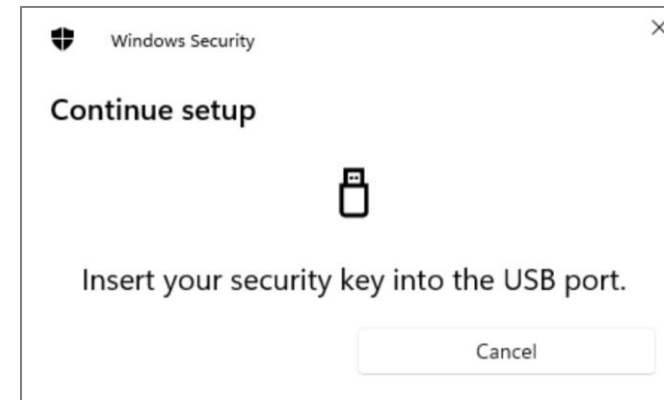 Windows Security
Continue setup
Insert your security key into the USB port.
Cancel